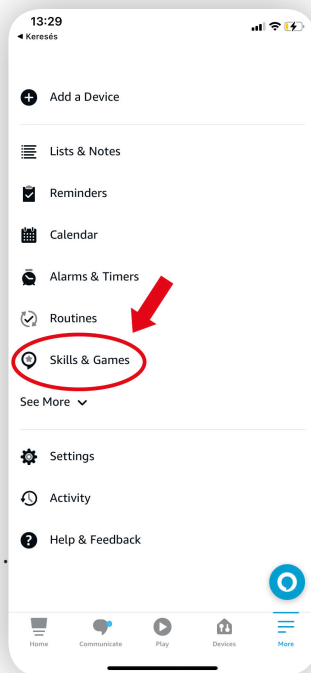 13:29
◀ Keresés
Add a Device
Lists & Notes
Reminders
Calendar
Alarms & Timers
Routines
Skills & Games
See More
Settings
Activity
Help & Feedback
Home Communicate Play Devices More